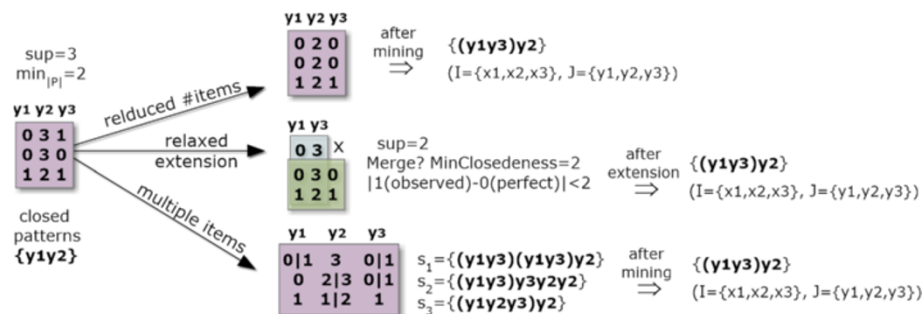 sup=3
min|P|=2
y1 y2 y3
0 3 1
0 3 0
1 2 1
closed
patterns
{y1y2}
relduced #items
y1 y2 y3
0 2 0
0 2 0
1 2 1
after
mining
⇒
{(y1y3)y2}
(I={x1,x2,x3}, J={y1,y2,y3})
relaxed
extension
y1 y3
0 3 X
0 3 0
1 2 1
sup=2
Merge? MinClosedeness=2
|1(observed)-0(perfect)|<2
after
extension
⇒
{(y1y3)y2}
(I={x1,x2,x3}, J={y1,y2,y3})
multiple items
y1 y2 y3
0|1 3 0|1
0 2|3 0|1
1 1|2 1
s1={(y1y3)(y1y3)y2}
s2={(y1y3)y3y2y2}
s3={(y1y2y3)y2}
after
mining
⇒
{(y1y3)y2}
(I={x1,x2,x3}, J={y1,y2,y3})